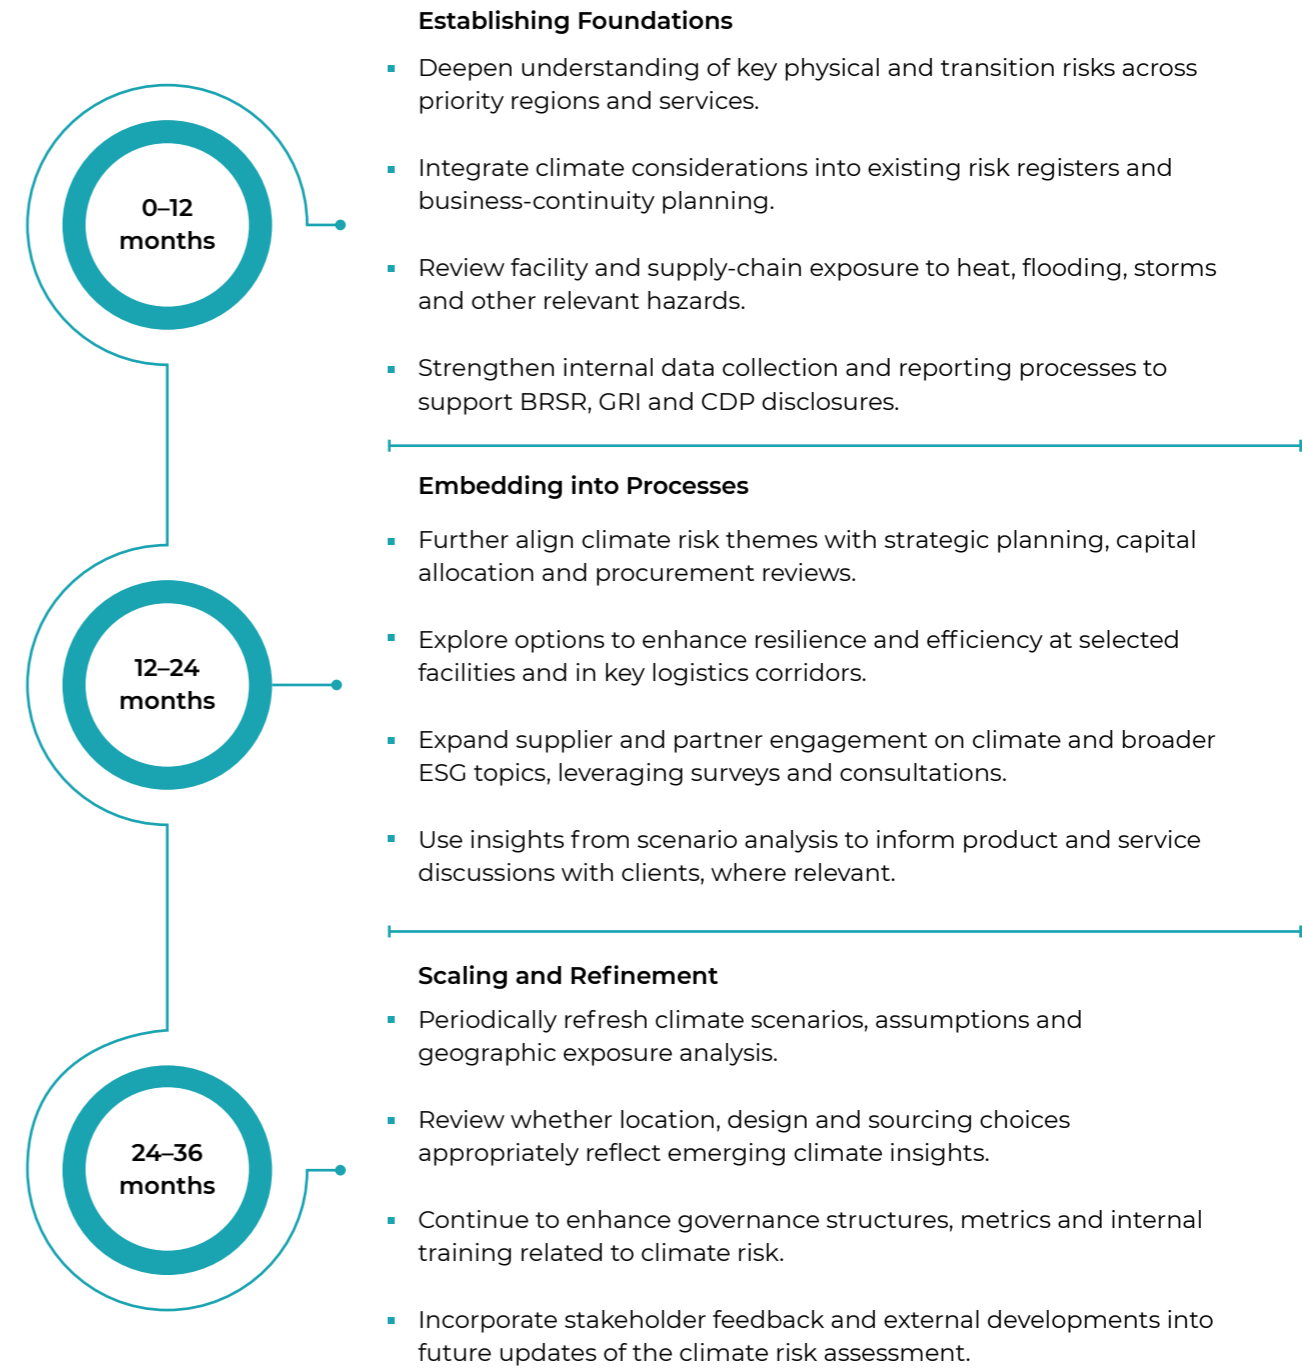 Establishing Foundations
0–12
months
▪ Deepen understanding of key physical and transition risks across
priority regions and services.
▪ Integrate climate considerations into existing risk registers and
business-continuity planning.
▪ Review facility and supply-chain exposure to heat, flooding, storms
and other relevant hazards.
▪ Strengthen internal data collection and reporting processes to
support BRSR, GRI and CDP disclosures.
Embedding into Processes
12–24
months
▪ Further align climate risk themes with strategic planning, capital
allocation and procurement reviews.
▪ Explore options to enhance resilience and efficiency at selected
facilities and in key logistics corridors.
▪ Expand supplier and partner engagement on climate and broader
ESG topics, leveraging surveys and consultations.
▪ Use insights from scenario analysis to inform product and service
discussions with clients, where relevant.
Scaling and Refinement
24–36
months
▪ Periodically refresh climate scenarios, assumptions and
geographic exposure analysis.
▪ Review whether location, design and sourcing choices
appropriately reflect emerging climate insights.
▪ Continue to enhance governance structures, metrics and internal
training related to climate risk.
▪ Incorporate stakeholder feedback and external developments into
future updates of the climate risk assessment.